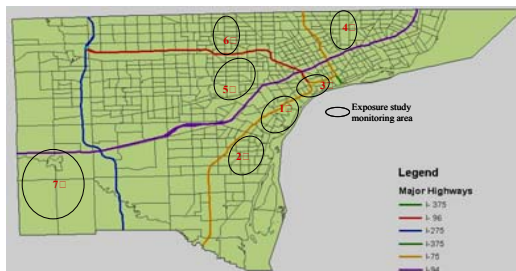 4
6
5
3
1
2
7
Exposure study
monitoring area
Legend
Major Highways
I- 375
I- 96
I-275
I-375
I-75
I-94